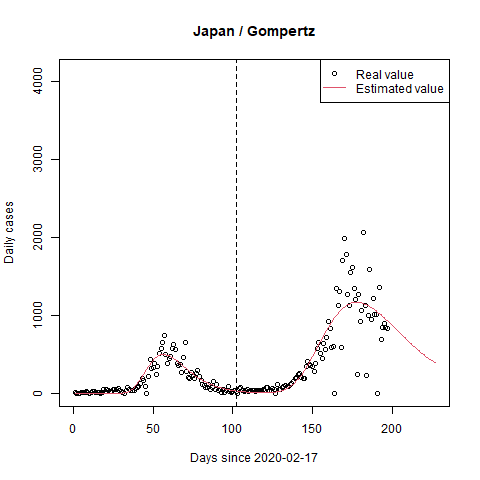 Japan / Gompertz
Real value
Estimated value
Daily cases
4000
3000
2000
1000
0
0 50 100 150 200
Days since 2020-02-17